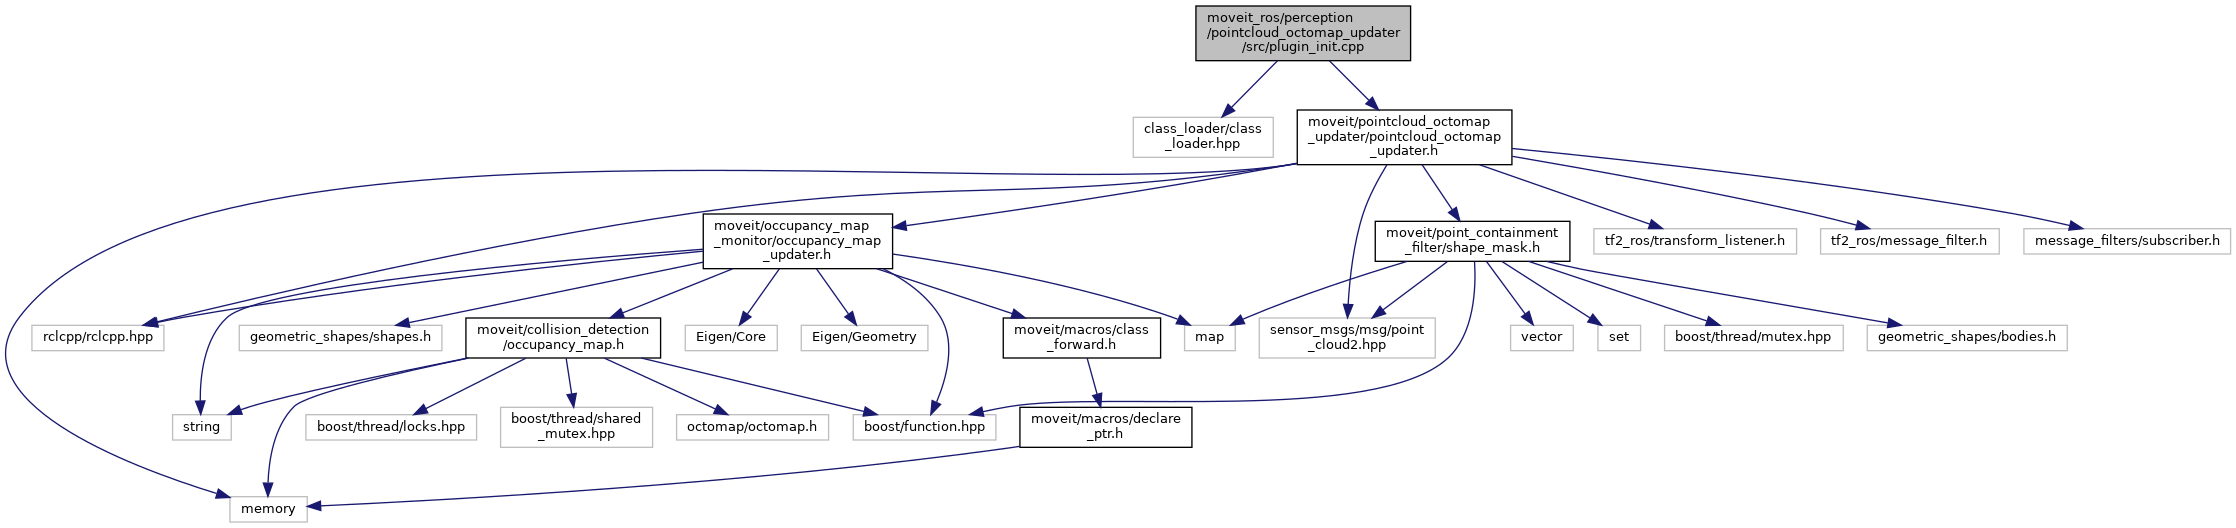 moveit_ros/perception
/pointcloud_octomap_updater
/src/plugin_init.cpp
class_loader/class
_loader.hpp
moveit/pointcloud_octomap
_updater/pointcloud_octomap
_updater.h
moveit/occupancy_map
_monitor/occupancy_map
_updater.h
moveit/point_containment
_filter/shape_mask.h
tf2_ros/transform_listener.h
tf2_ros/message_filter.h
message_filters/subscriber.h
rclcpp/rclcpp.hpp
geometric_shapes/shapes.h
moveit/collision_detection
/occupancy_map.h
Eigen/Core
Eigen/Geometry
moveit/macros/class
_forward.h
map
sensor_msgs/msg/point
_cloud2.hpp
vector
set
boost/thread/mutex.hpp
geometric_shapes/bodies.h
string
boost/thread/locks.hpp
boost/thread/shared
_mutex.hpp
octomap/octomap.h
boost/function.hpp
moveit/macros/declare
_ptr.h
memory